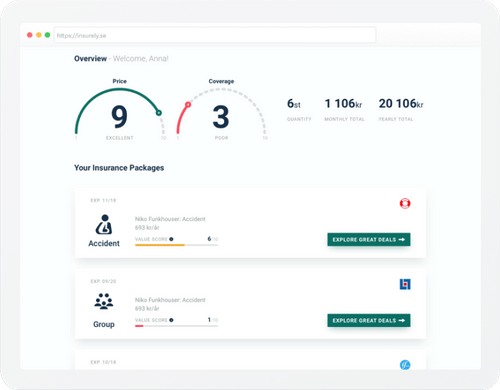 https://insurely.se
Overview - Welcome, Anna!
Price
9
EXCELLENT
1
10
Coverage
3
POOR
1
10
6st
QUANTITY
1 106kr
MONTHLY TOTAL
20 106kr
YEARLY TOTAL
Your Insurance Packages
EXP. 11/19
Accident
Niko Funkhouser: Accident
693 kr/år
VALUE SCORE
6/10
EXPLORE GREAT DEALS
EXP. 05/20
Group
Niko Funkhouser: Accident
693 kr/år
VALUE SCORE
1/10
EXPLORE GREAT DEALS
EXP. 10/19